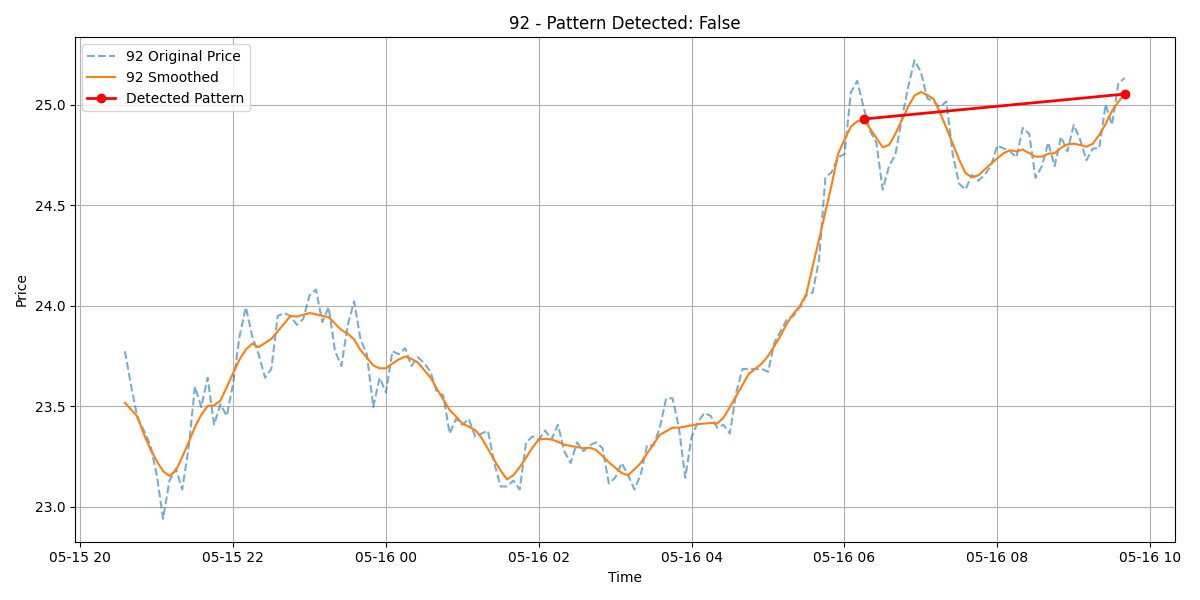 92 - Pattern Detected: False
92 Original Price
92 Smoothed
Detected Pattern
Price
25.0
24.5
24.0
23.5
23.0
05-15 20 05-15 22 05-16 00 05-16 02 05-16 04 05-16 06 05-16 08 05-16 10
Time